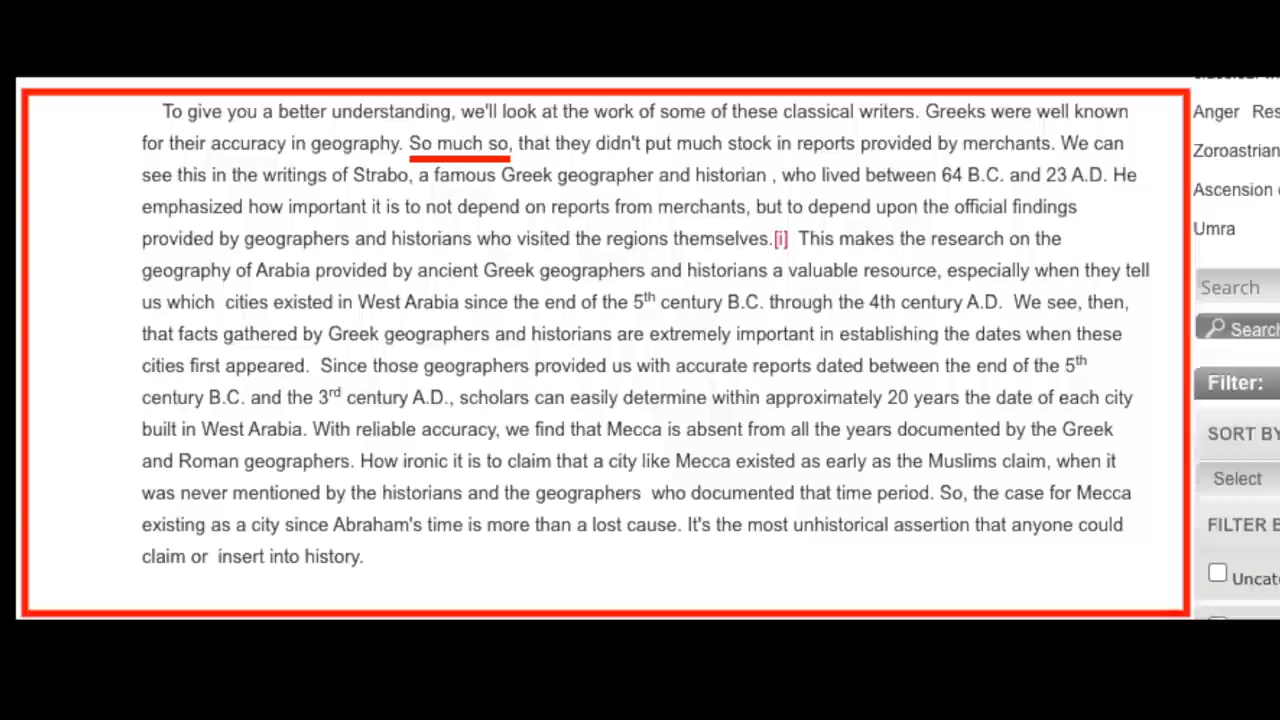 To give you a better understanding, we'll look at the work of some of these classical writers. Greeks were well known
for their accuracy in geography. So much so, that they didn't put much stock in reports provided by merchants. We can
see this in the writings of Strabo, a famous Greek geographer and historian , who lived between 64 B.C. and 23 A.D. He
emphasized how important it is to not depend on reports from merchants, but to depend upon the official findings
provided by geographers and historians who visited the regions themselves.[i]  This makes the research on the
geography of Arabia provided by ancient Greek geographers and historians a valuable resource, especially when they tell
us which  cities existed in West Arabia since the end of the 5th century B.C. through the 4th century A.D.  We see, then,
that facts gathered by Greek geographers and historians are extremely important in establishing the dates when these
cities first appeared.  Since those geographers provided us with accurate reports dated between the end of the 5th
century B.C. and the 3rd century A.D., scholars can easily determine within approximately 20 years the date of each city
built in West Arabia. With reliable accuracy, we find that Mecca is absent from all the years documented by the Greek
and Roman geographers. How ironic it is to claim that a city like Mecca existed as early as the Muslims claim, when it
was never mentioned by the historians and the geographers  who documented that time period. So, the case for Mecca
existing as a city since Abraham's time is more than a lost cause. It's the most unhistorical assertion that anyone could
claim or  insert into history.
Anger Res
Zoroastrian
Ascension
Umra
Search
Search
Filter:
SORT BY
Select
FILTER B
Uncat